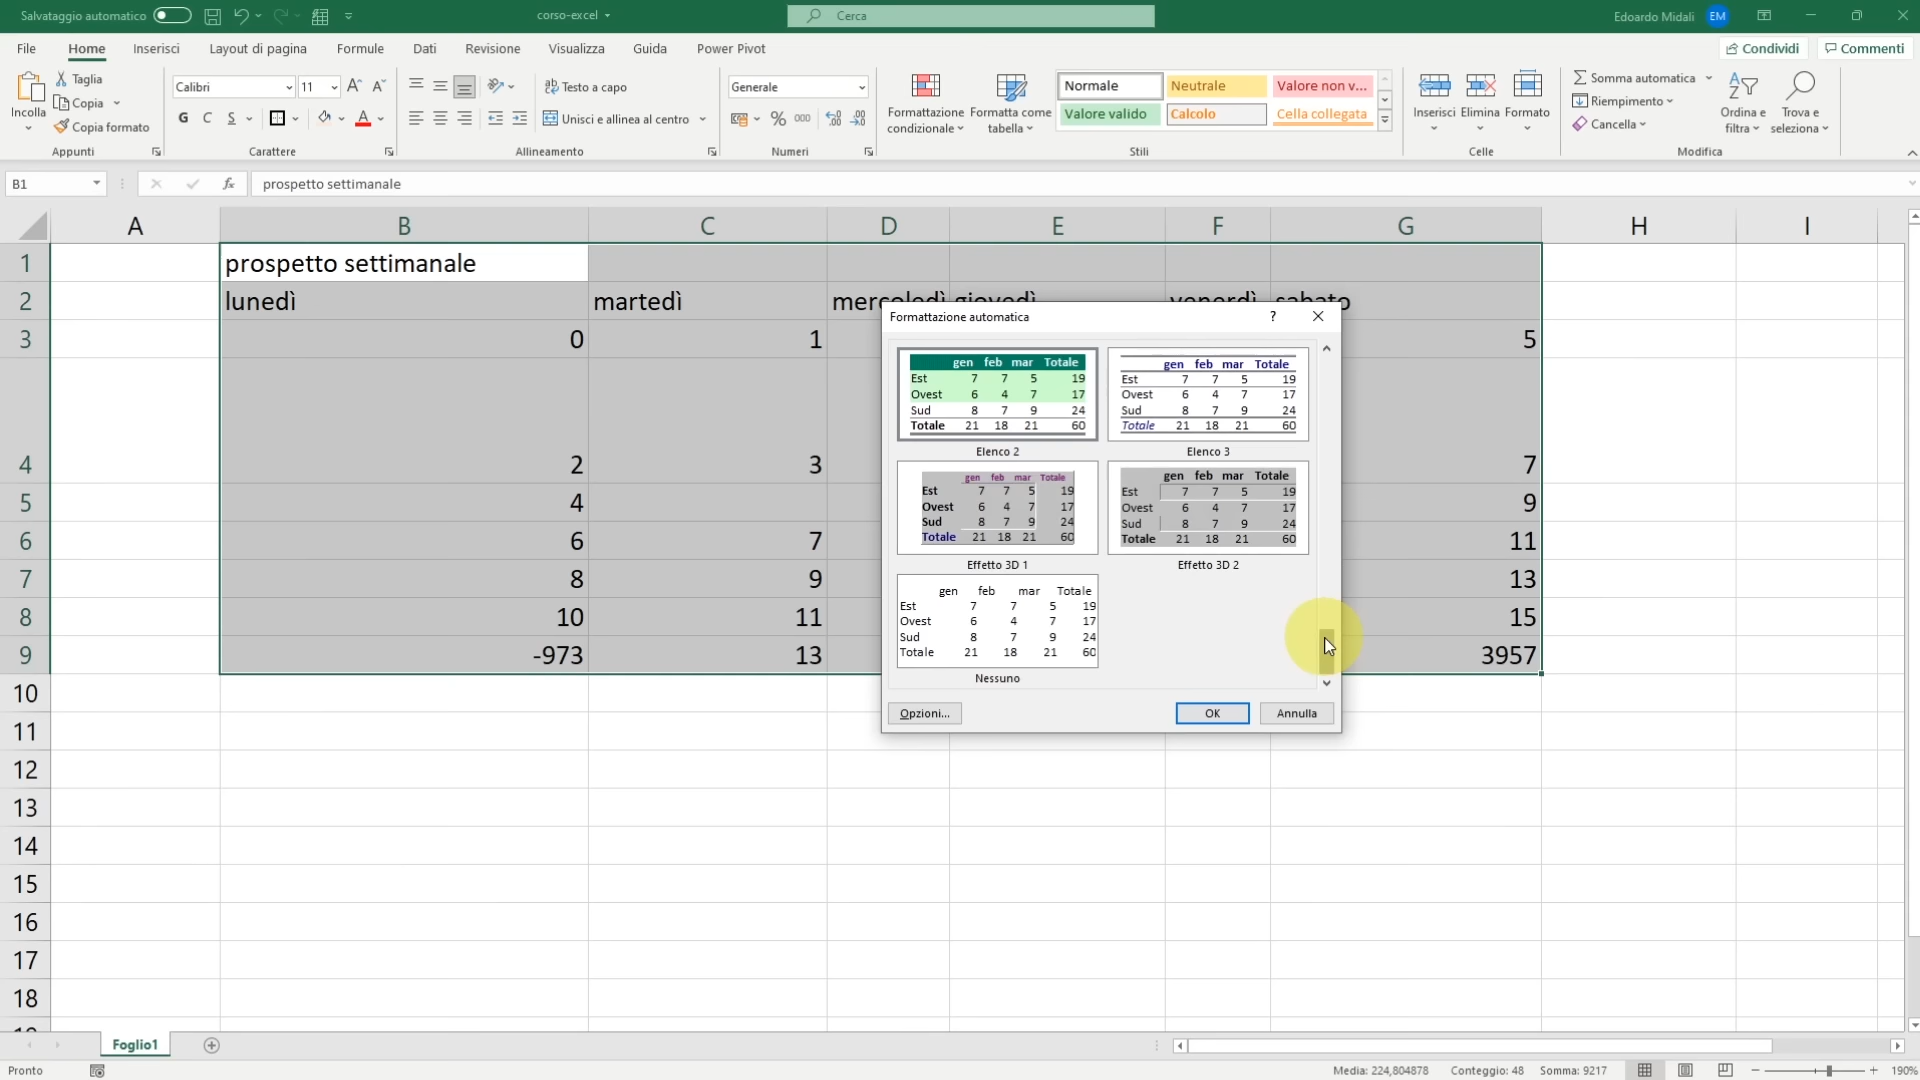 Salvataggio automatico
corso-excel
Cerca
Edoardo Midali EM
File Home Inserisci Layout di pagina Formule Dati Revisione Visualizza Guida Power Pivot
Condividi Commenti
Incolla
Taglia
Copia
Copia formato
Appunti
Calibri 11
G C S
Carattere
Testo a capo
Unisci e allinea al centro
Allineamento
Generale
% 000
Numeri
Formattazione condizionale
Formatta come tabella
Normale Neutrale Valore non v...
Valore valido Calcolo Cella collegata
Stili
Inserisci Elimina Formato
Celle
Somma automatica
Riempimento
Cancella
Ordina e filtra
Trova e seleziona
Modifica
B1 fx prospetto settimanale
A B C D E F G H I
1 prospetto settimanale
2 lunedì martedì mercoledì giovedì venerdì sabato
3 0 1 5
4 2 3 7
5 4 9
6 6 7 11
7 8 9 13
8 10 11 15
9 -973 13 3957
10
11
12
13
14
15
16
17
18
19
Formattazione automatica ?
gen feb mar Totale
Est 7 7 5 19
Ovest 6 4 7 17
Sud 8 7 9 24
Totale 21 18 21 60
Elenco 2
gen feb mar Totale
Est 7 7 5 19
Ovest 6 4 7 17
Sud 8 7 9 24
Totale 21 18 21 60
Elenco 3
gen feb mar Totale
Est 7 7 5 19
Ovest 6 4 7 17
Sud 8 7 9 24
Totale 21 18 21 60
Effetto 3D 1
gen feb mar Totale
Est 7 7 5 19
Ovest 6 4 7 17
Sud 8 7 9 24
Totale 21 18 21 60
Effetto 3D 2
gen feb mar Totale
Est 7 7 5 19
Ovest 6 4 7 17
Sud 8 7 9 24
Totale 21 18 21 60
Nessuno
Opzioni... OK Annulla
Foglio1
Pronto
Media: 224,804878 Conteggio: 48 Somma: 9217 190%